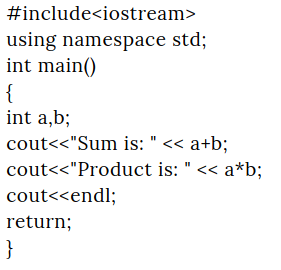 #include<iostream>
using namespace std;
int main()
{
int a,b;
cout<<"Sum is: " << a+b;
cout<<"Product is: " << a*b;
cout<<endl;
return;
}